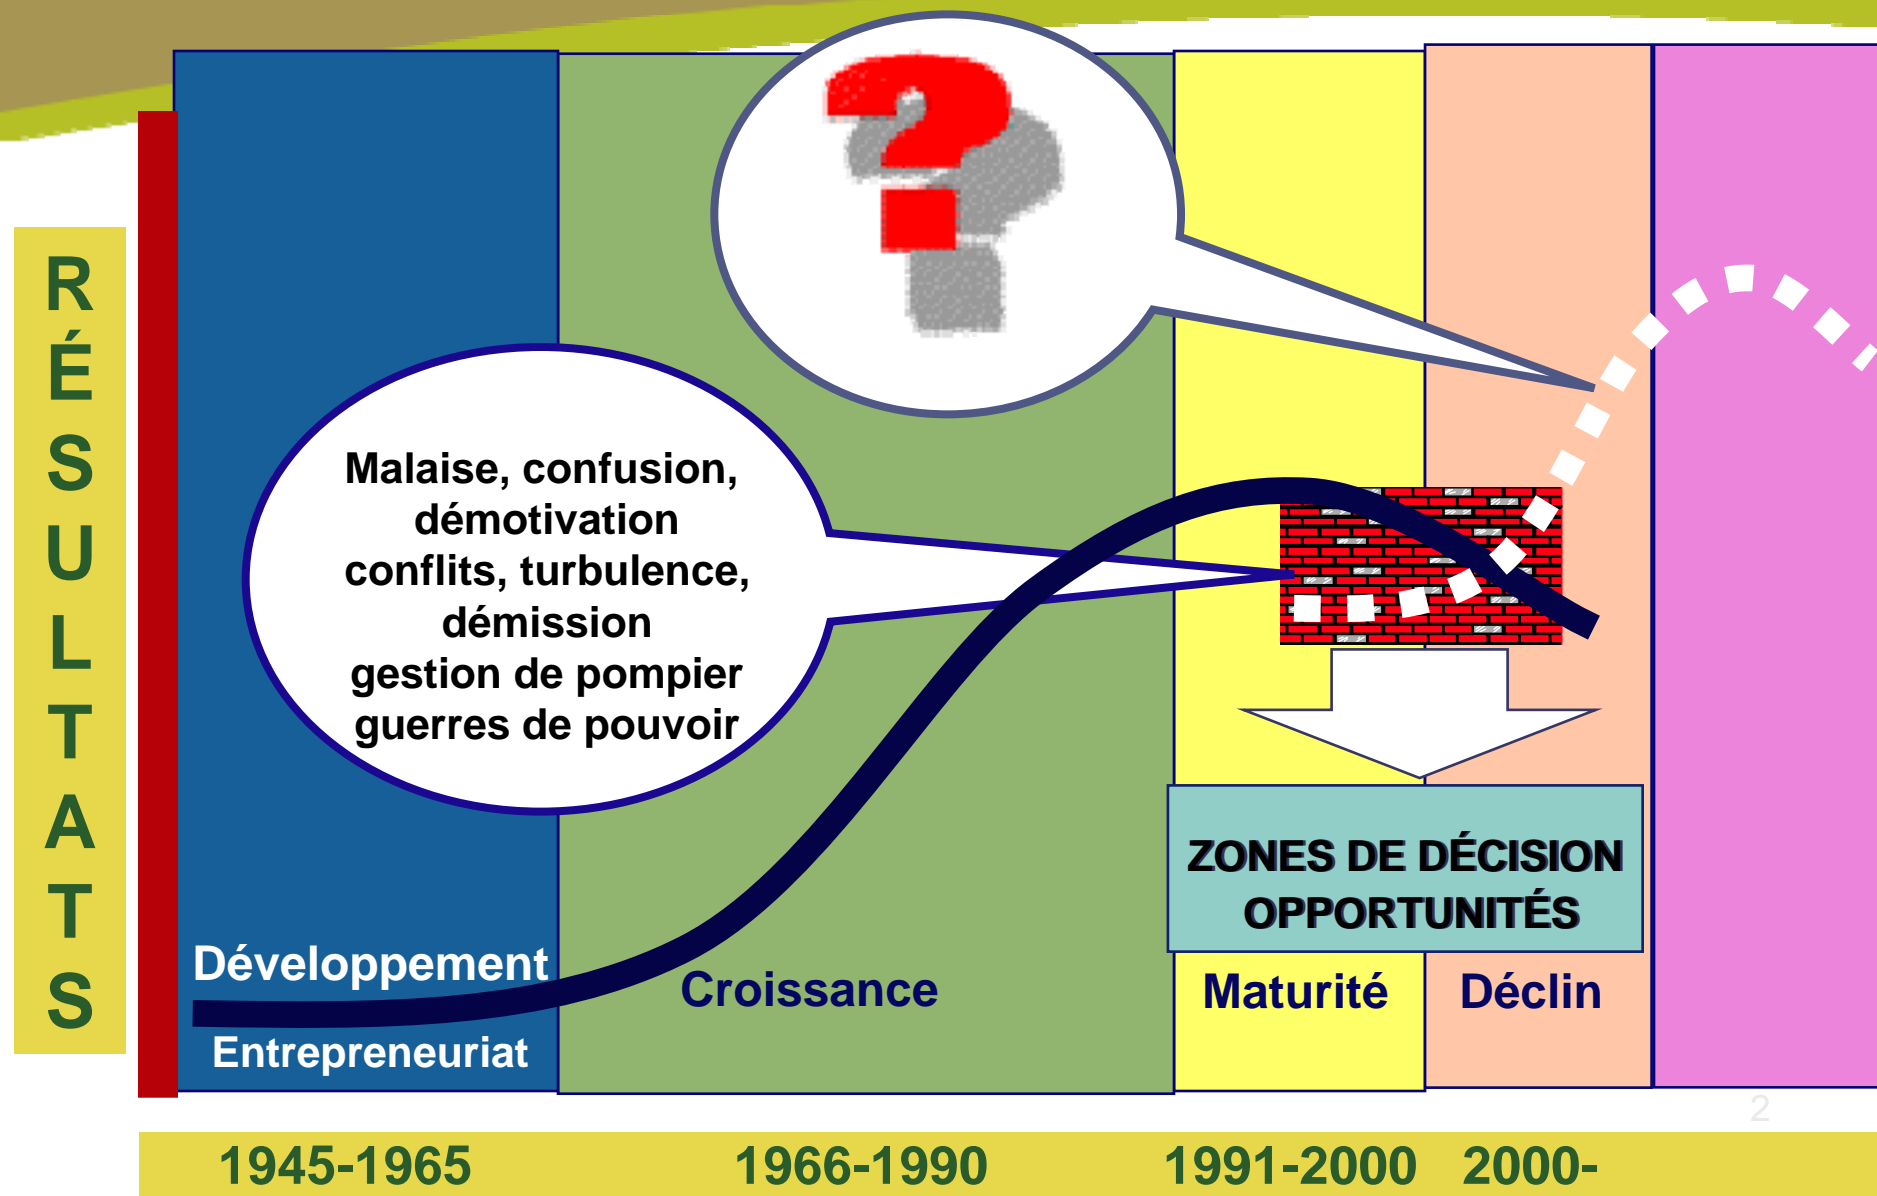 RÉSULTATS
Malaise, confusion,
démotivation
conflits, turbulence,
démission
gestion de pompier
guerres de pouvoir
ZONES DE DÉCISION
OPPORTUNITÉS
Développement
Entrepreneuriat
Croissance
Maturité
Déclin
2
1945-1965
1966-1990
1991-2000
2000-